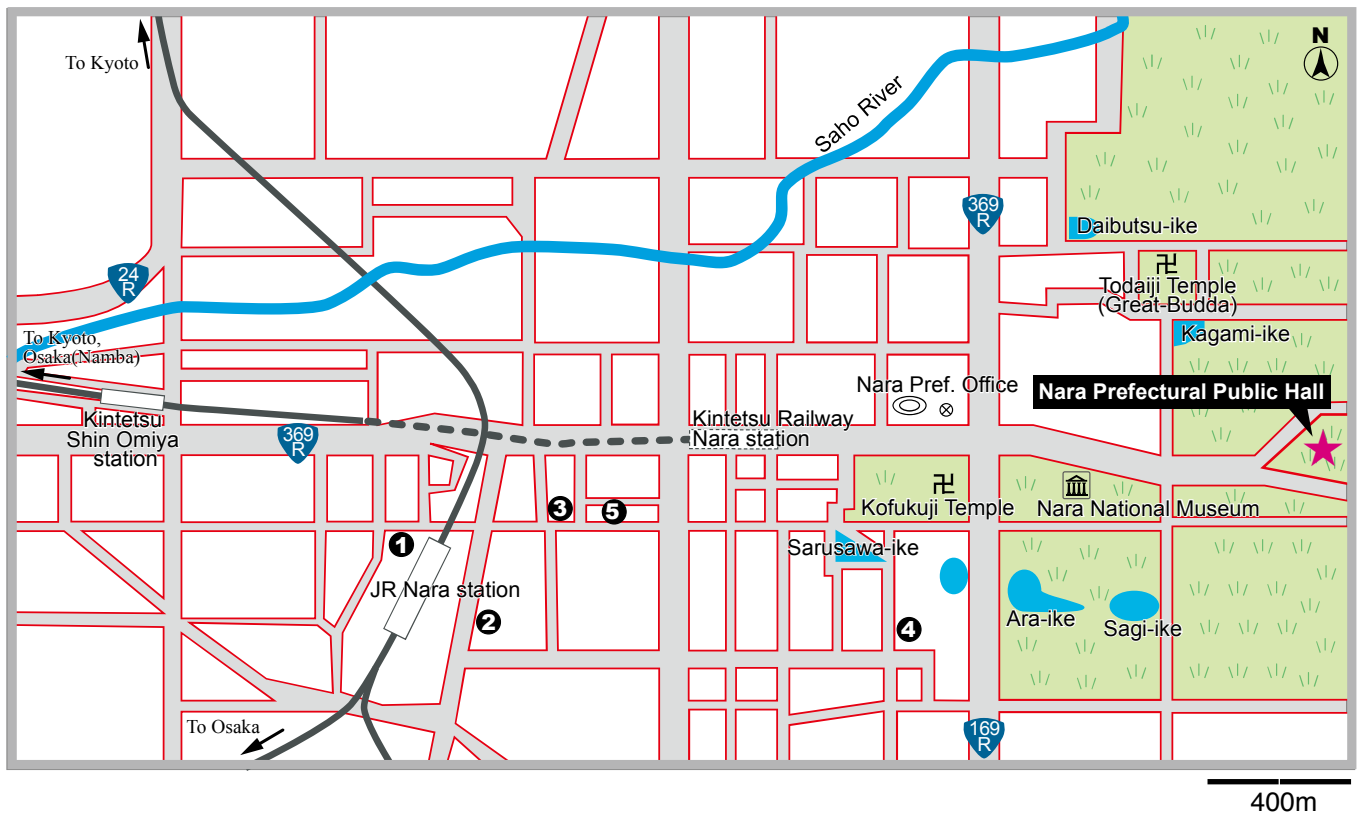 N
To Kyoto
Saho River
369
R
Daibutsu-ike
24
R
卍
Todaiji Temple
(Great-Budda)
To Kyoto,
Osaka(Namba)
Kagami-ike
Nara Pref. Office
Nara Prefectural Public Hall
Kintetsu
Shin Omiya
station
369
R
Kintetsu Railway
Nara station
卍
Kofukuji Temple
Nara National Museum
3
5
1
Sarusawa-ike
JR Nara station
2
4
Ara-ike
Sagi-ike
To Osaka
169
R
400m